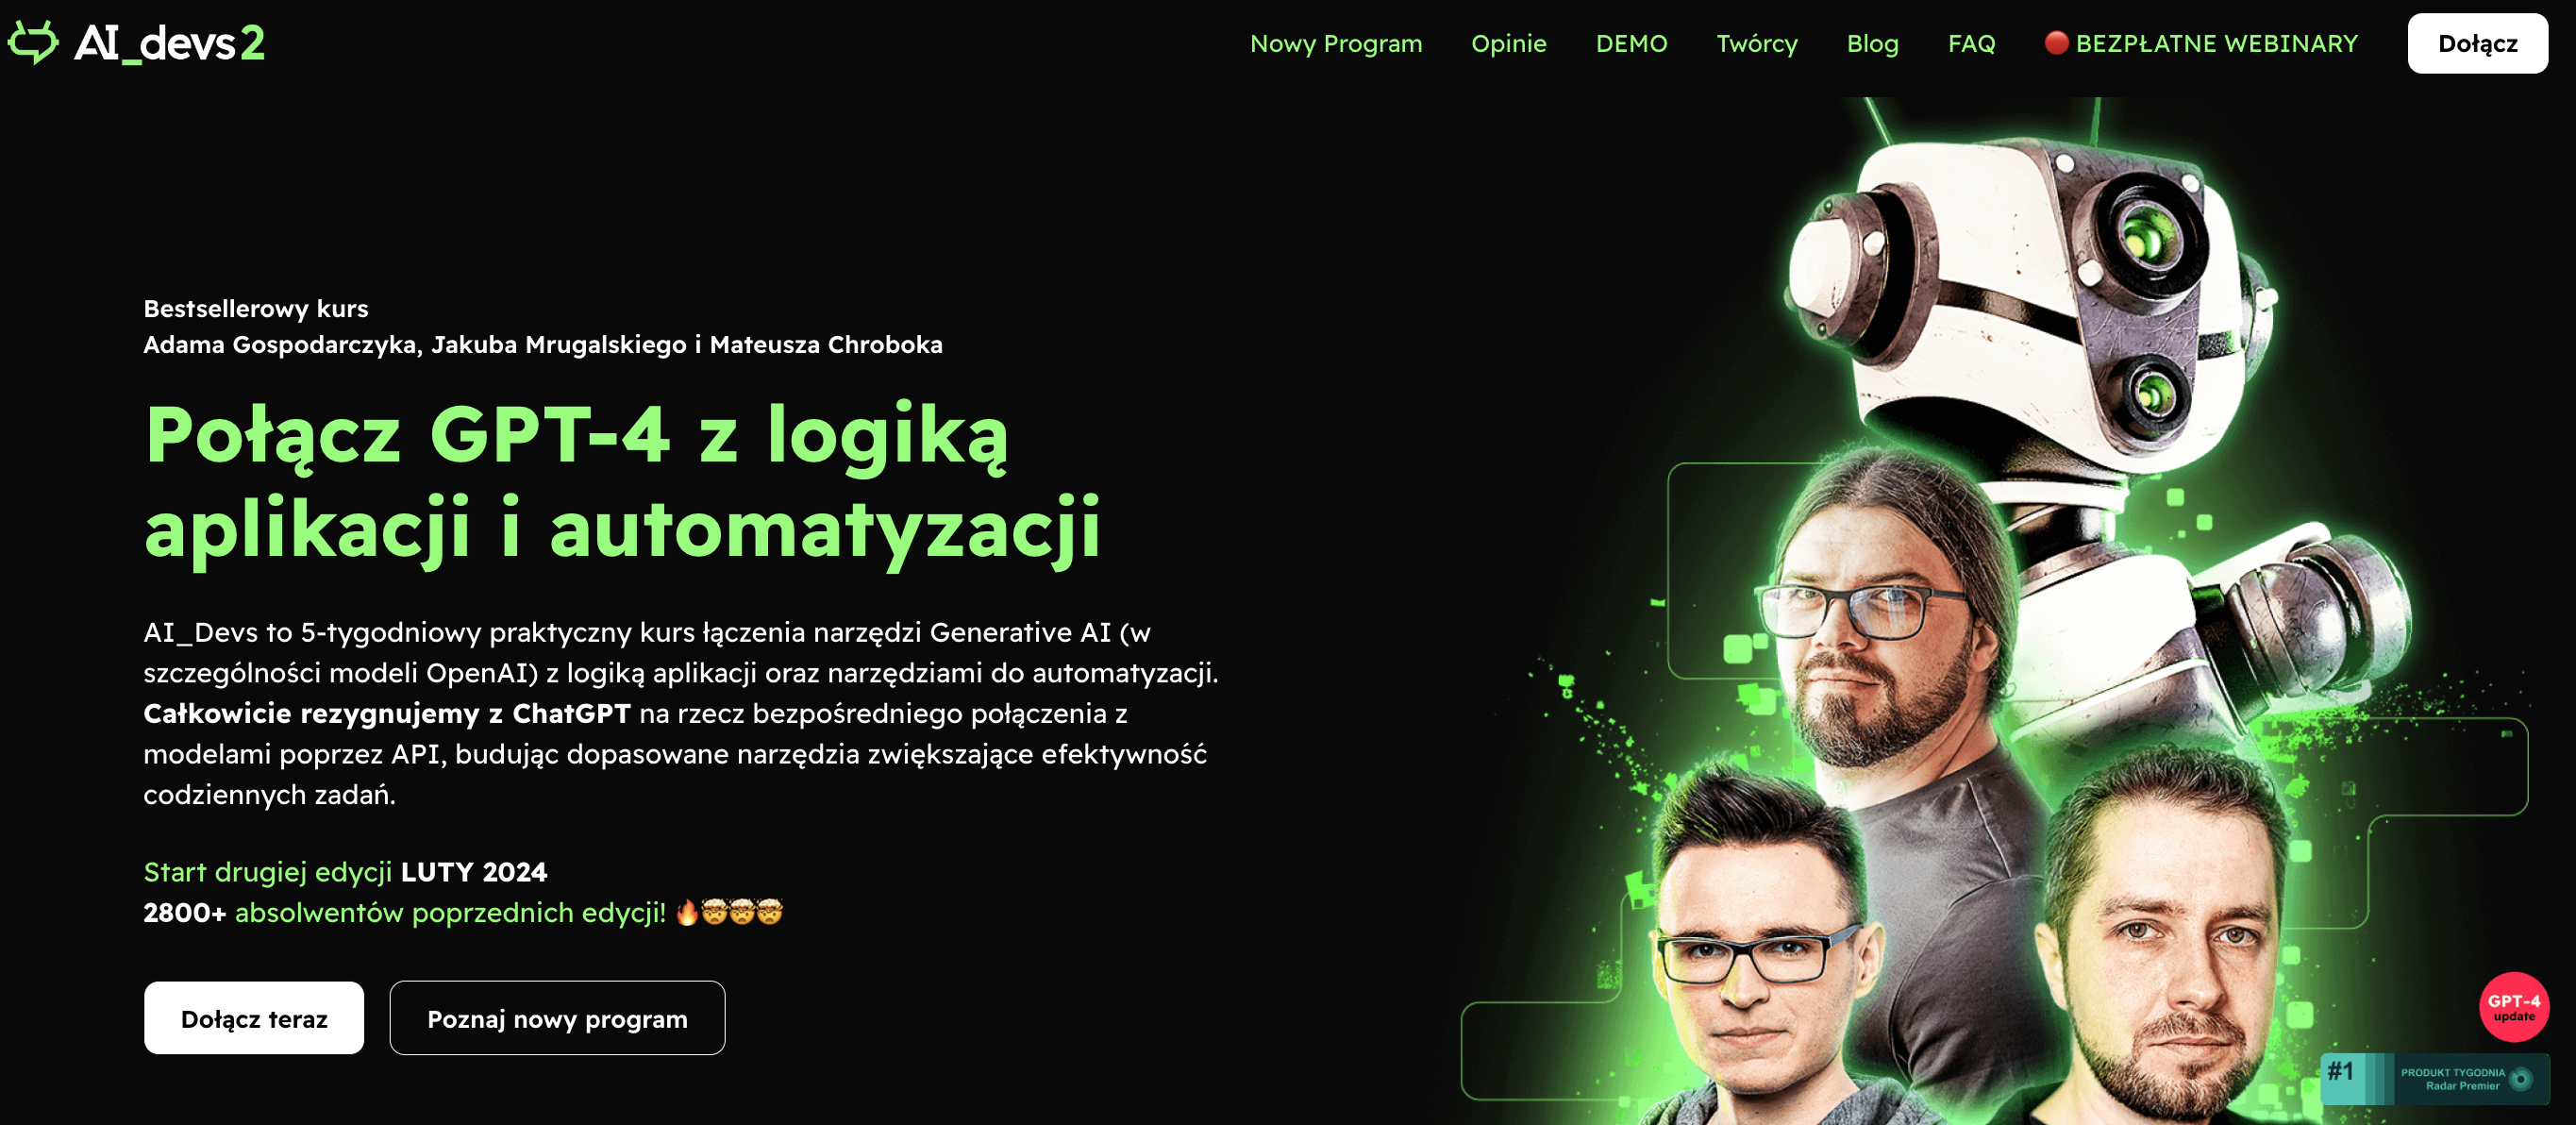 AI_devs 2
Nowy Program
Opinie
DEMO
Twórcy
Blog
FAQ
BEZPŁATNE WEBINARY
Dołącz
Bestsellerowy kurs
Adama Gospodarczyka, Jakuba Mrugalskiego i Mateusza Chroboka
Połącz GPT-4 z logiką
aplikacji i automatyzacji
AI_Devs to 5-tygodniowy praktyczny kurs łączenia narzędzi Generative AI (w
szczególności modeli OpenAI) z logiką aplikacji oraz narzędziami do automatyzacji.
Całkowicie rezygnujemy z ChatGPT na rzecz bezpośredniego połączenia z
modelami poprzez API, budując dopasowane narzędzia zwiększające efektywność
codziennych zadań.
Start drugiej edycji LUTY 2024
2800+ absolwentów poprzednich edycji! 🔥🤯🤯🤯
Dołącz teraz
Poznaj nowy program
GPT-4
update
#1
PRODUKT TYGODNIA
Radar Premier